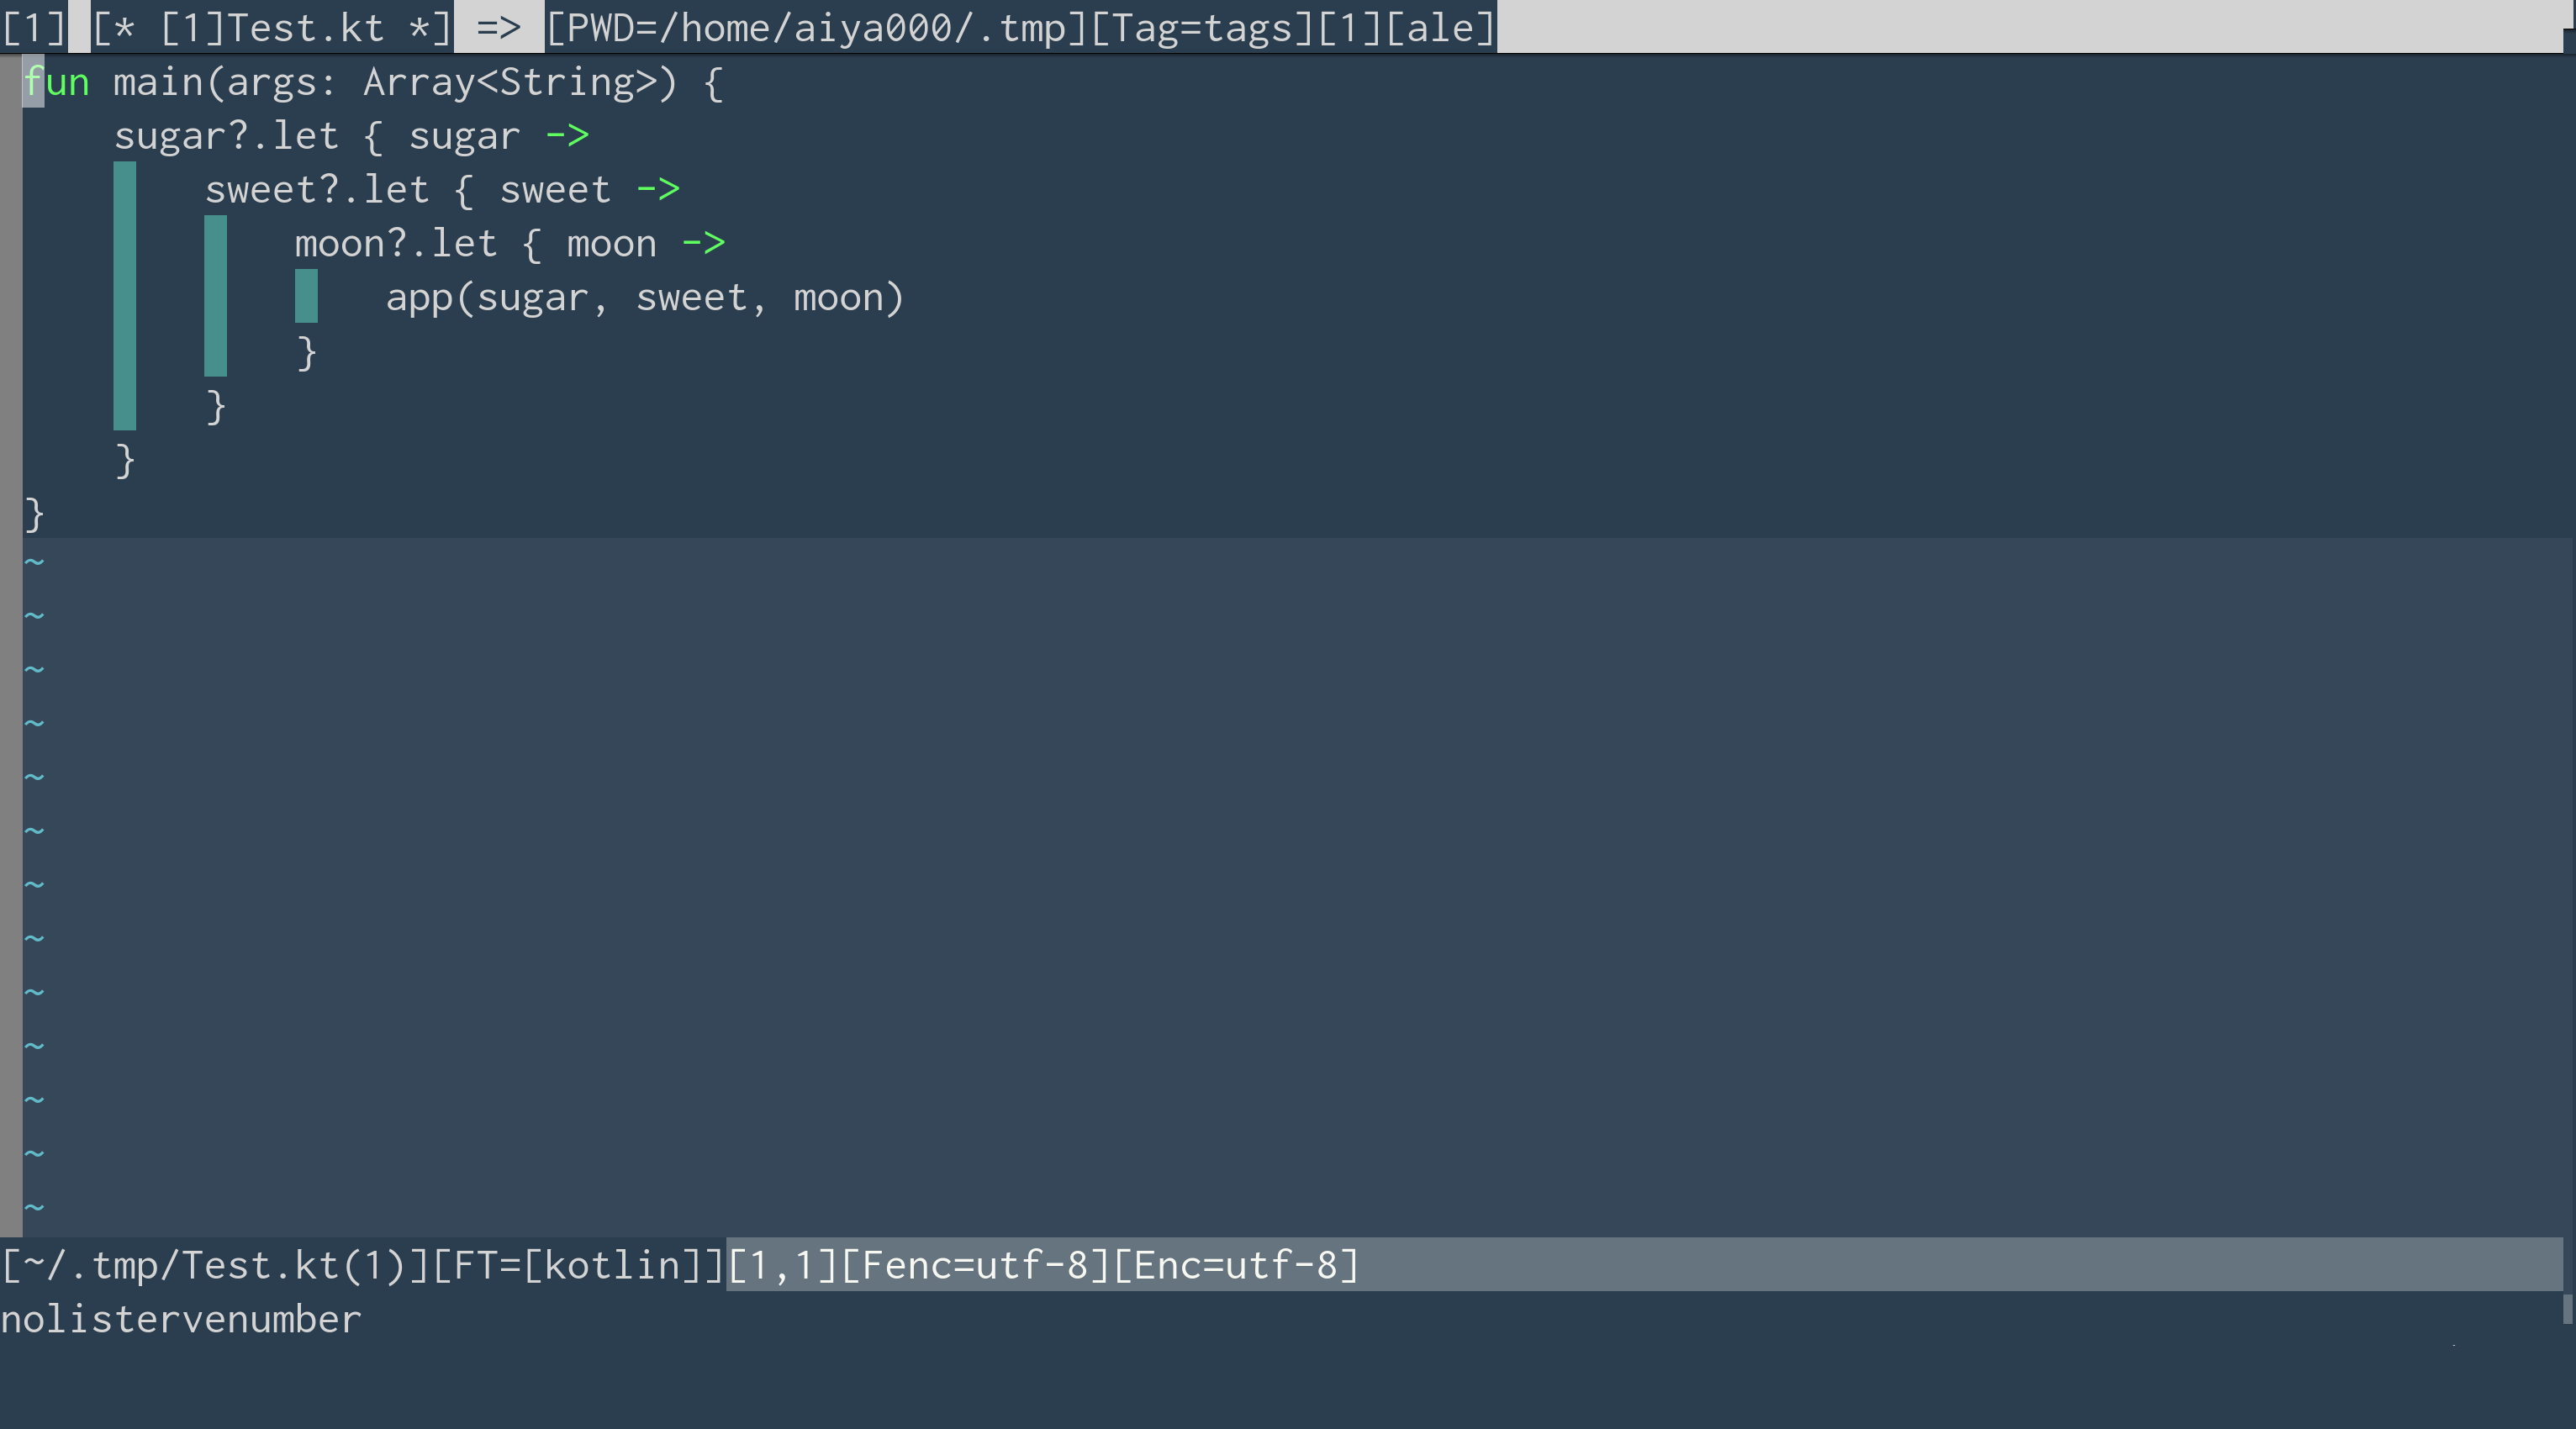 [1] [* [1]Test.kt *] => [PWD=/home/aiya000/.tmp][Tag=tags][1][ale]
fun main(args: Array<String>) {
    sugar?.let { sugar ->
        sweet?.let { sweet ->
            moon?.let { moon ->
                app(sugar, sweet, moon)
            }
        }
    }
}
~
~
~
~
~
~
~
~
~
~
~
~
~
[~/.tmp/Test.kt(1)][FT=[kotlin]][1,1][Fenc=utf-8][Enc=utf-8]
nolistervenumber